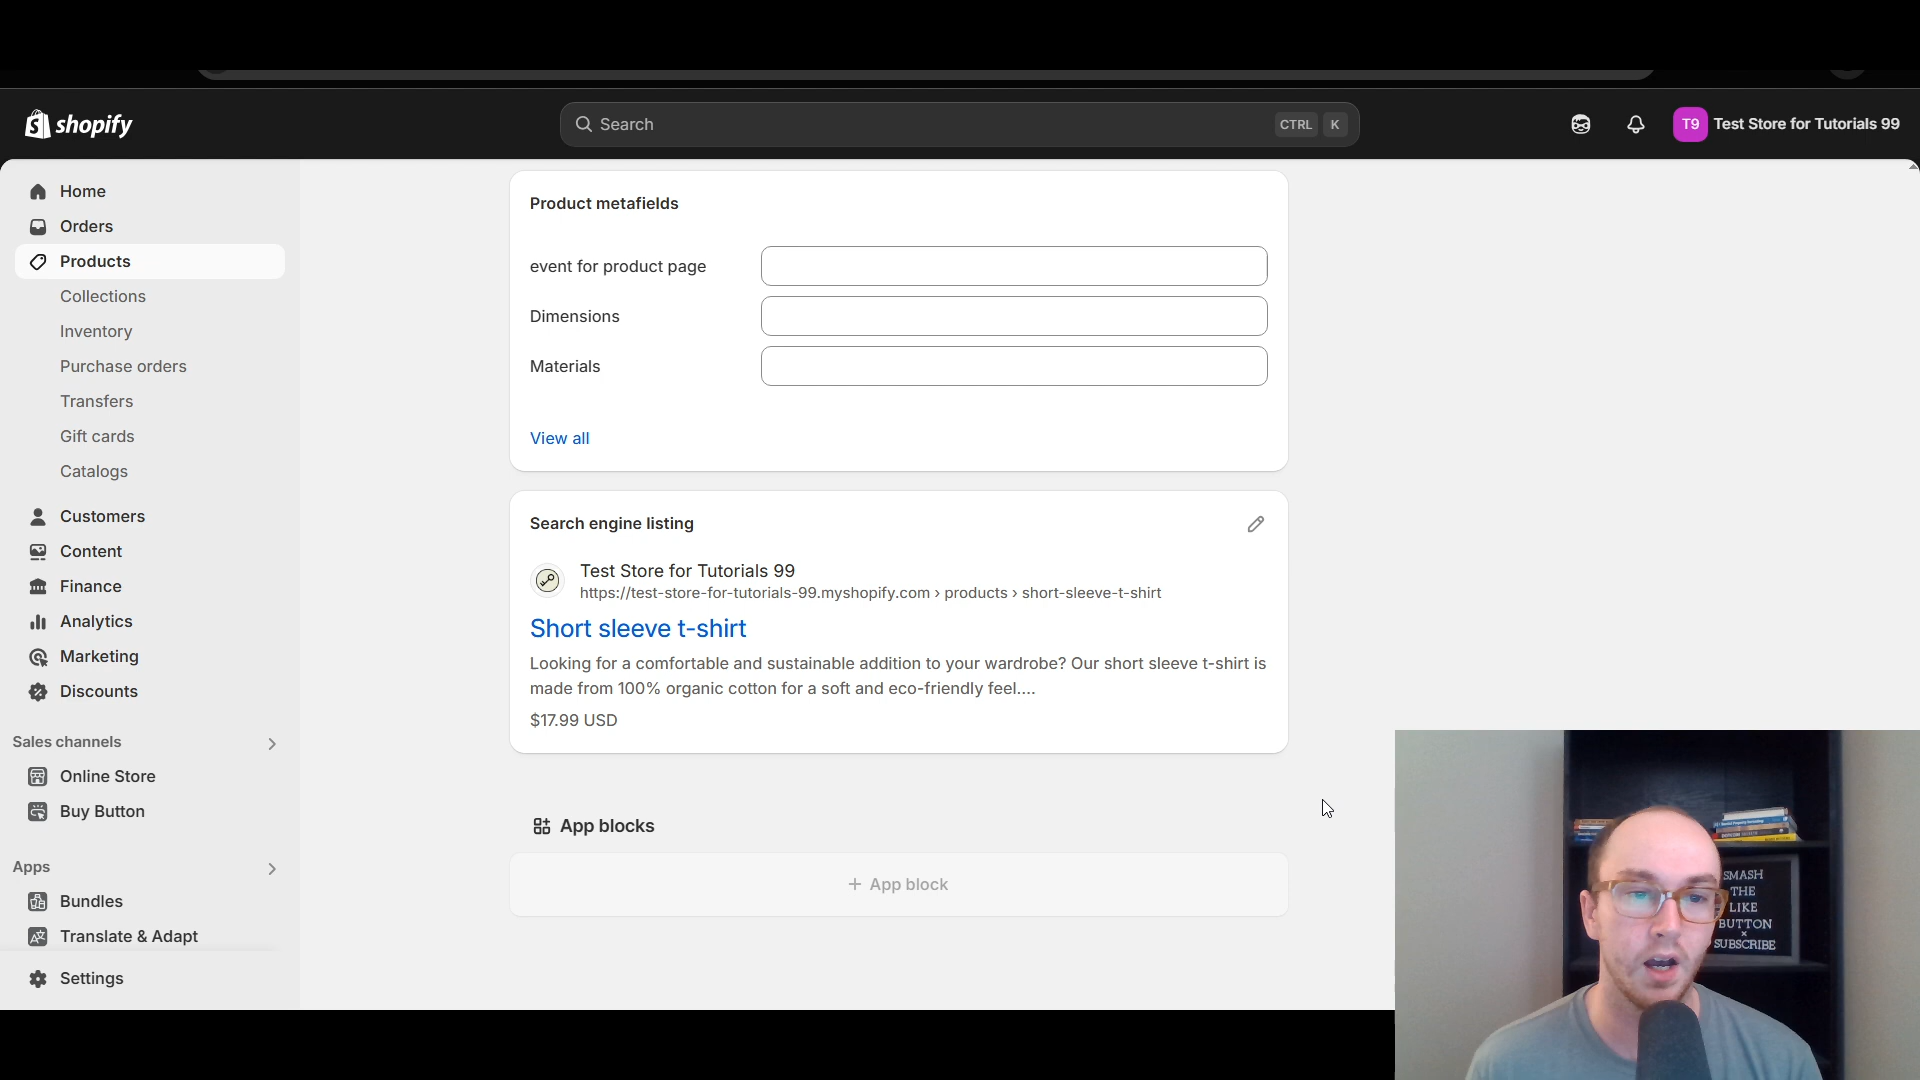 shopify
Search
CTRL K
T9
Test Store for Tutorials 99
Home
Orders
Products
Collections
Inventory
Purchase orders
Transfers
Gift cards
Catalogs
Customers
Content
Finance
Analytics
Marketing
Discounts
Sales channels
Online Store
Buy Button
Apps
Bundles
Translate & Adapt
Settings
Product metafields
event for product page
Dimensions
Materials
View all
Search engine listing
Test Store for Tutorials 99
https://test-store-for-tutorials-99.myshopify.com › products › short-sleeve-t-shirt
Short sleeve t-shirt
Looking for a comfortable and sustainable addition to your wardrobe? Our short sleeve t-shirt is
made from 100% organic cotton for a soft and eco-friendly feel....
$17.99 USD
App blocks
+ App block
SMASH
THE
LIKE
BUTTON
×
SUBSCRIBE